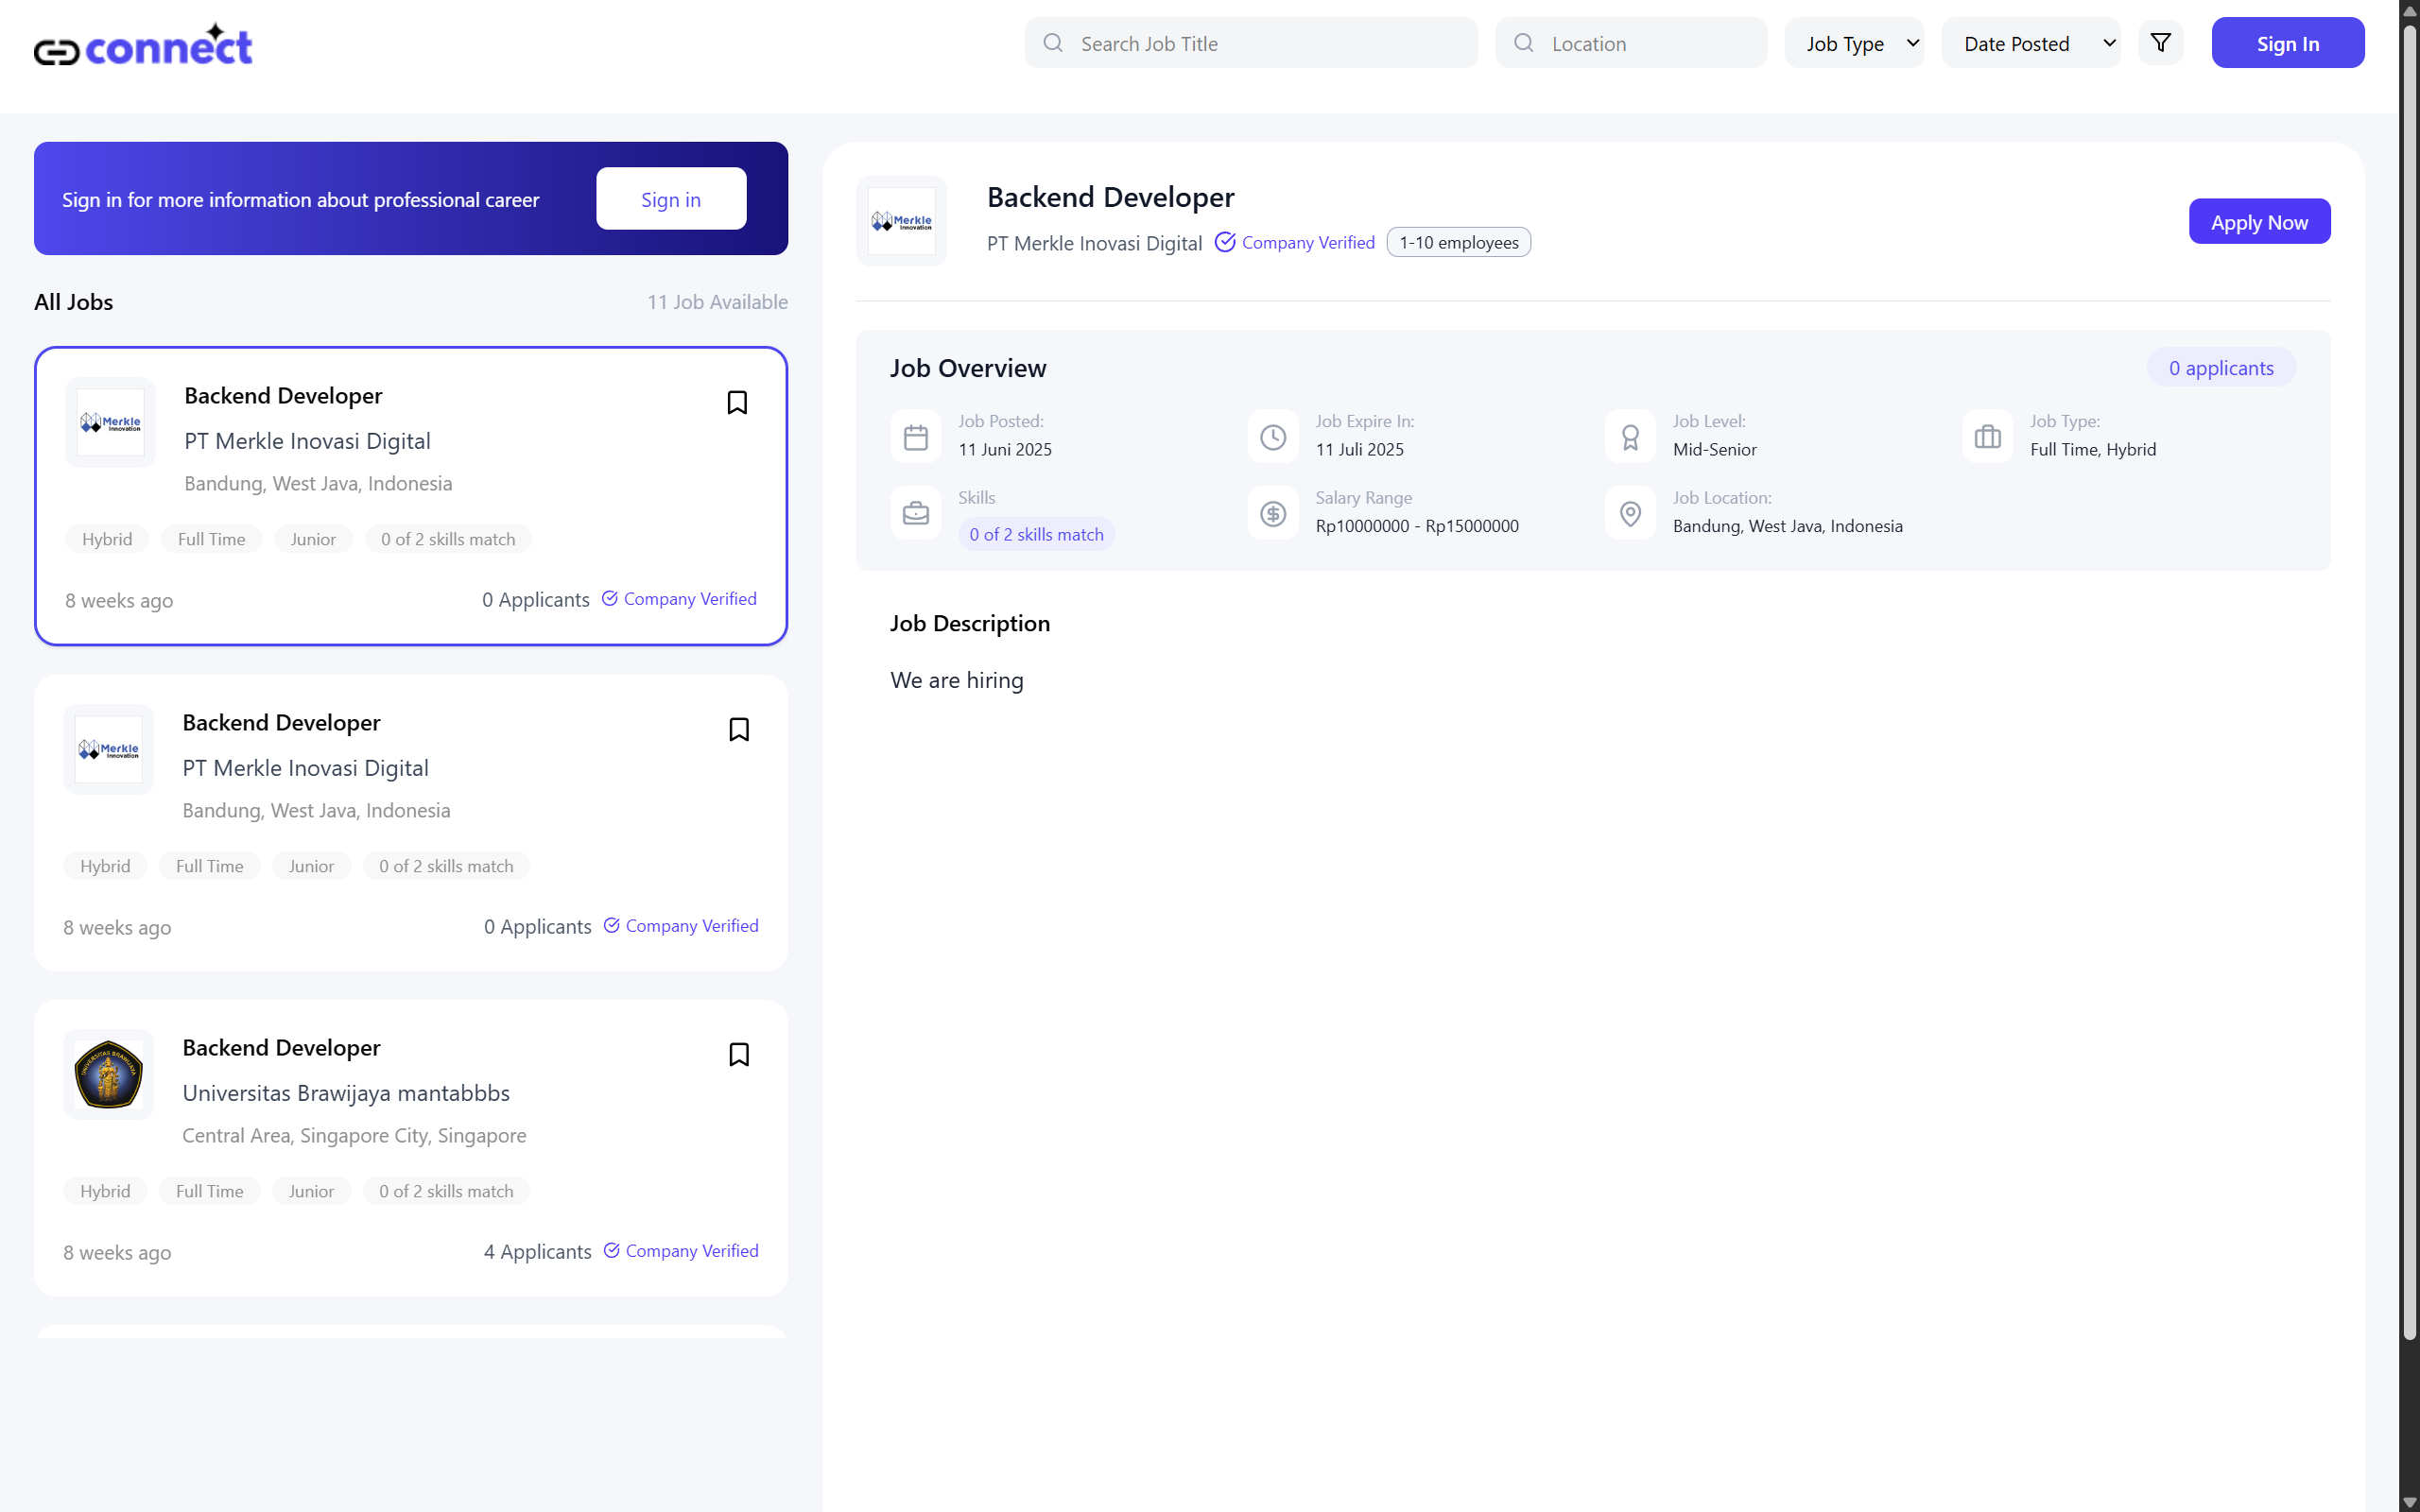 connect
Search Job Title
Location
Job Type
Date Posted
Sign In
Sign in for more information about professional career
Sign in
All Jobs
11 Job Available
Merkle
Innovation
Backend Developer
PT Merkle Inovasi Digital
Bandung, West Java, Indonesia
Hybrid
Full Time
Junior
0 of 2 skills match
8 weeks ago
0 Applicants
Company Verified
Merkle
Innovation
Backend Developer
PT Merkle Inovasi Digital
Bandung, West Java, Indonesia
Hybrid
Full Time
Junior
0 of 2 skills match
8 weeks ago
0 Applicants
Company Verified
UNIVERSITAS BRAWIJAYA
Backend Developer
Universitas Brawijaya mantabbbs
Central Area, Singapore City, Singapore
Hybrid
Full Time
Junior
0 of 2 skills match
8 weeks ago
4 Applicants
Company Verified
Merkle
Innovation
Backend Developer
PT Merkle Inovasi Digital
Company Verified
1-10 employees
Apply Now
Job Overview
0 applicants
Job Posted:
11 Juni 2025
Job Expire In:
11 Juli 2025
Job Level:
Mid-Senior
Job Type:
Full Time, Hybrid
Skills
0 of 2 skills match
Salary Range
Rp10000000 - Rp15000000
Job Location:
Bandung, West Java, Indonesia
Job Description
We are hiring